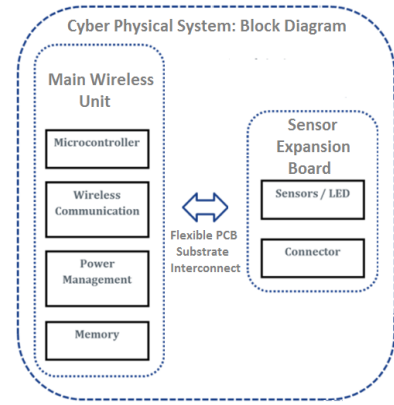 Cyber Physical System: Block Diagram
Main Wireless
Unit
Microcontroller
Wireless
Communication
Power
Management
Memory
Flexible PCB
Substrate
Interconnect
Sensor
Expansion
Board
Sensors / LED
Connector